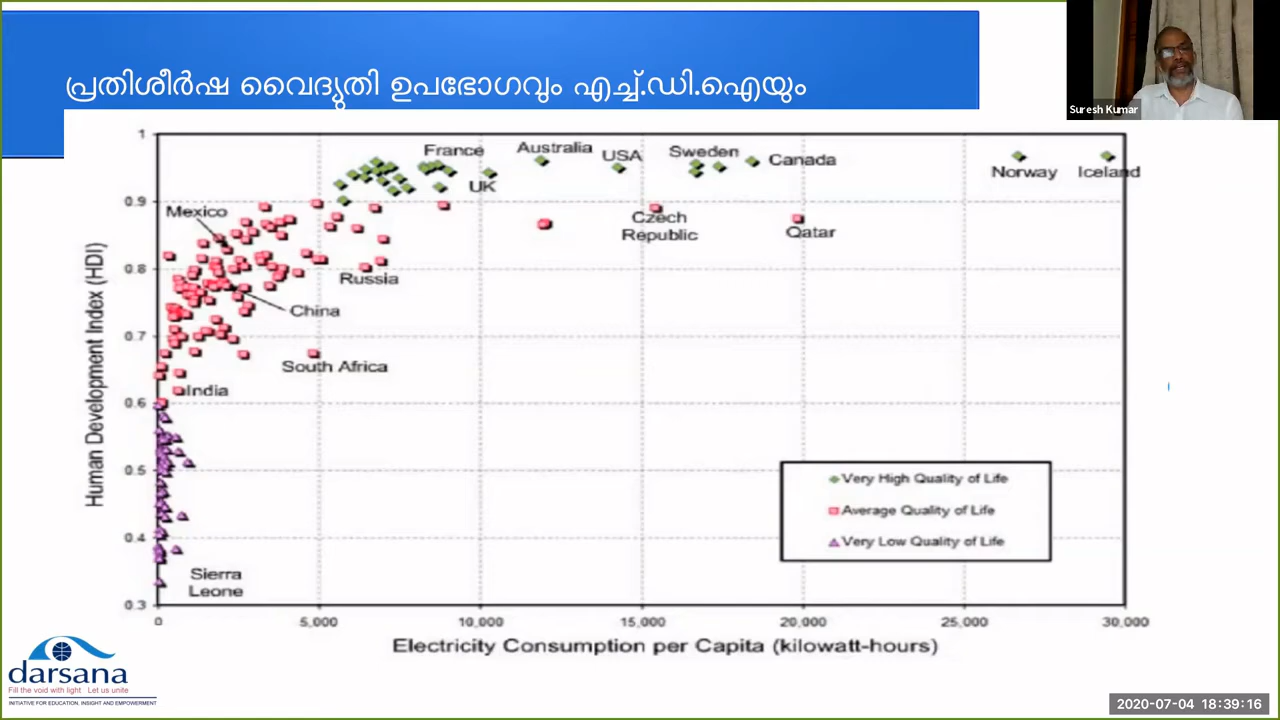 പ്രതിശീർഷ വൈദ്യുതി ഉപഭോഗവും എച്ച്.ഡി.ഐയും
Suresh Kumar
Human Development Index (HDI)
1
0.9
0.8
0.7
0.6
0.5
0.4
0.3
France
Australia
USA
Sweden
Canada
UK
Norway
Iceland
Mexico
Czech
Republic
Qatar
Russia
China
South Africa
India
Very High Quality of Life
Average Quality of Life
Very Low Quality of Life
Sierra
Leone
0
5,000
10,000
15,000
20,000
25,000
30,000
Electricity Consumption per Capita (kilowatt-hours)
darsana
Fill the void with light Let us unite
INITIATIVE FOR EDUCATION, INSIGHT AND EMPOWERMENT
2020-07-04 18:39:16